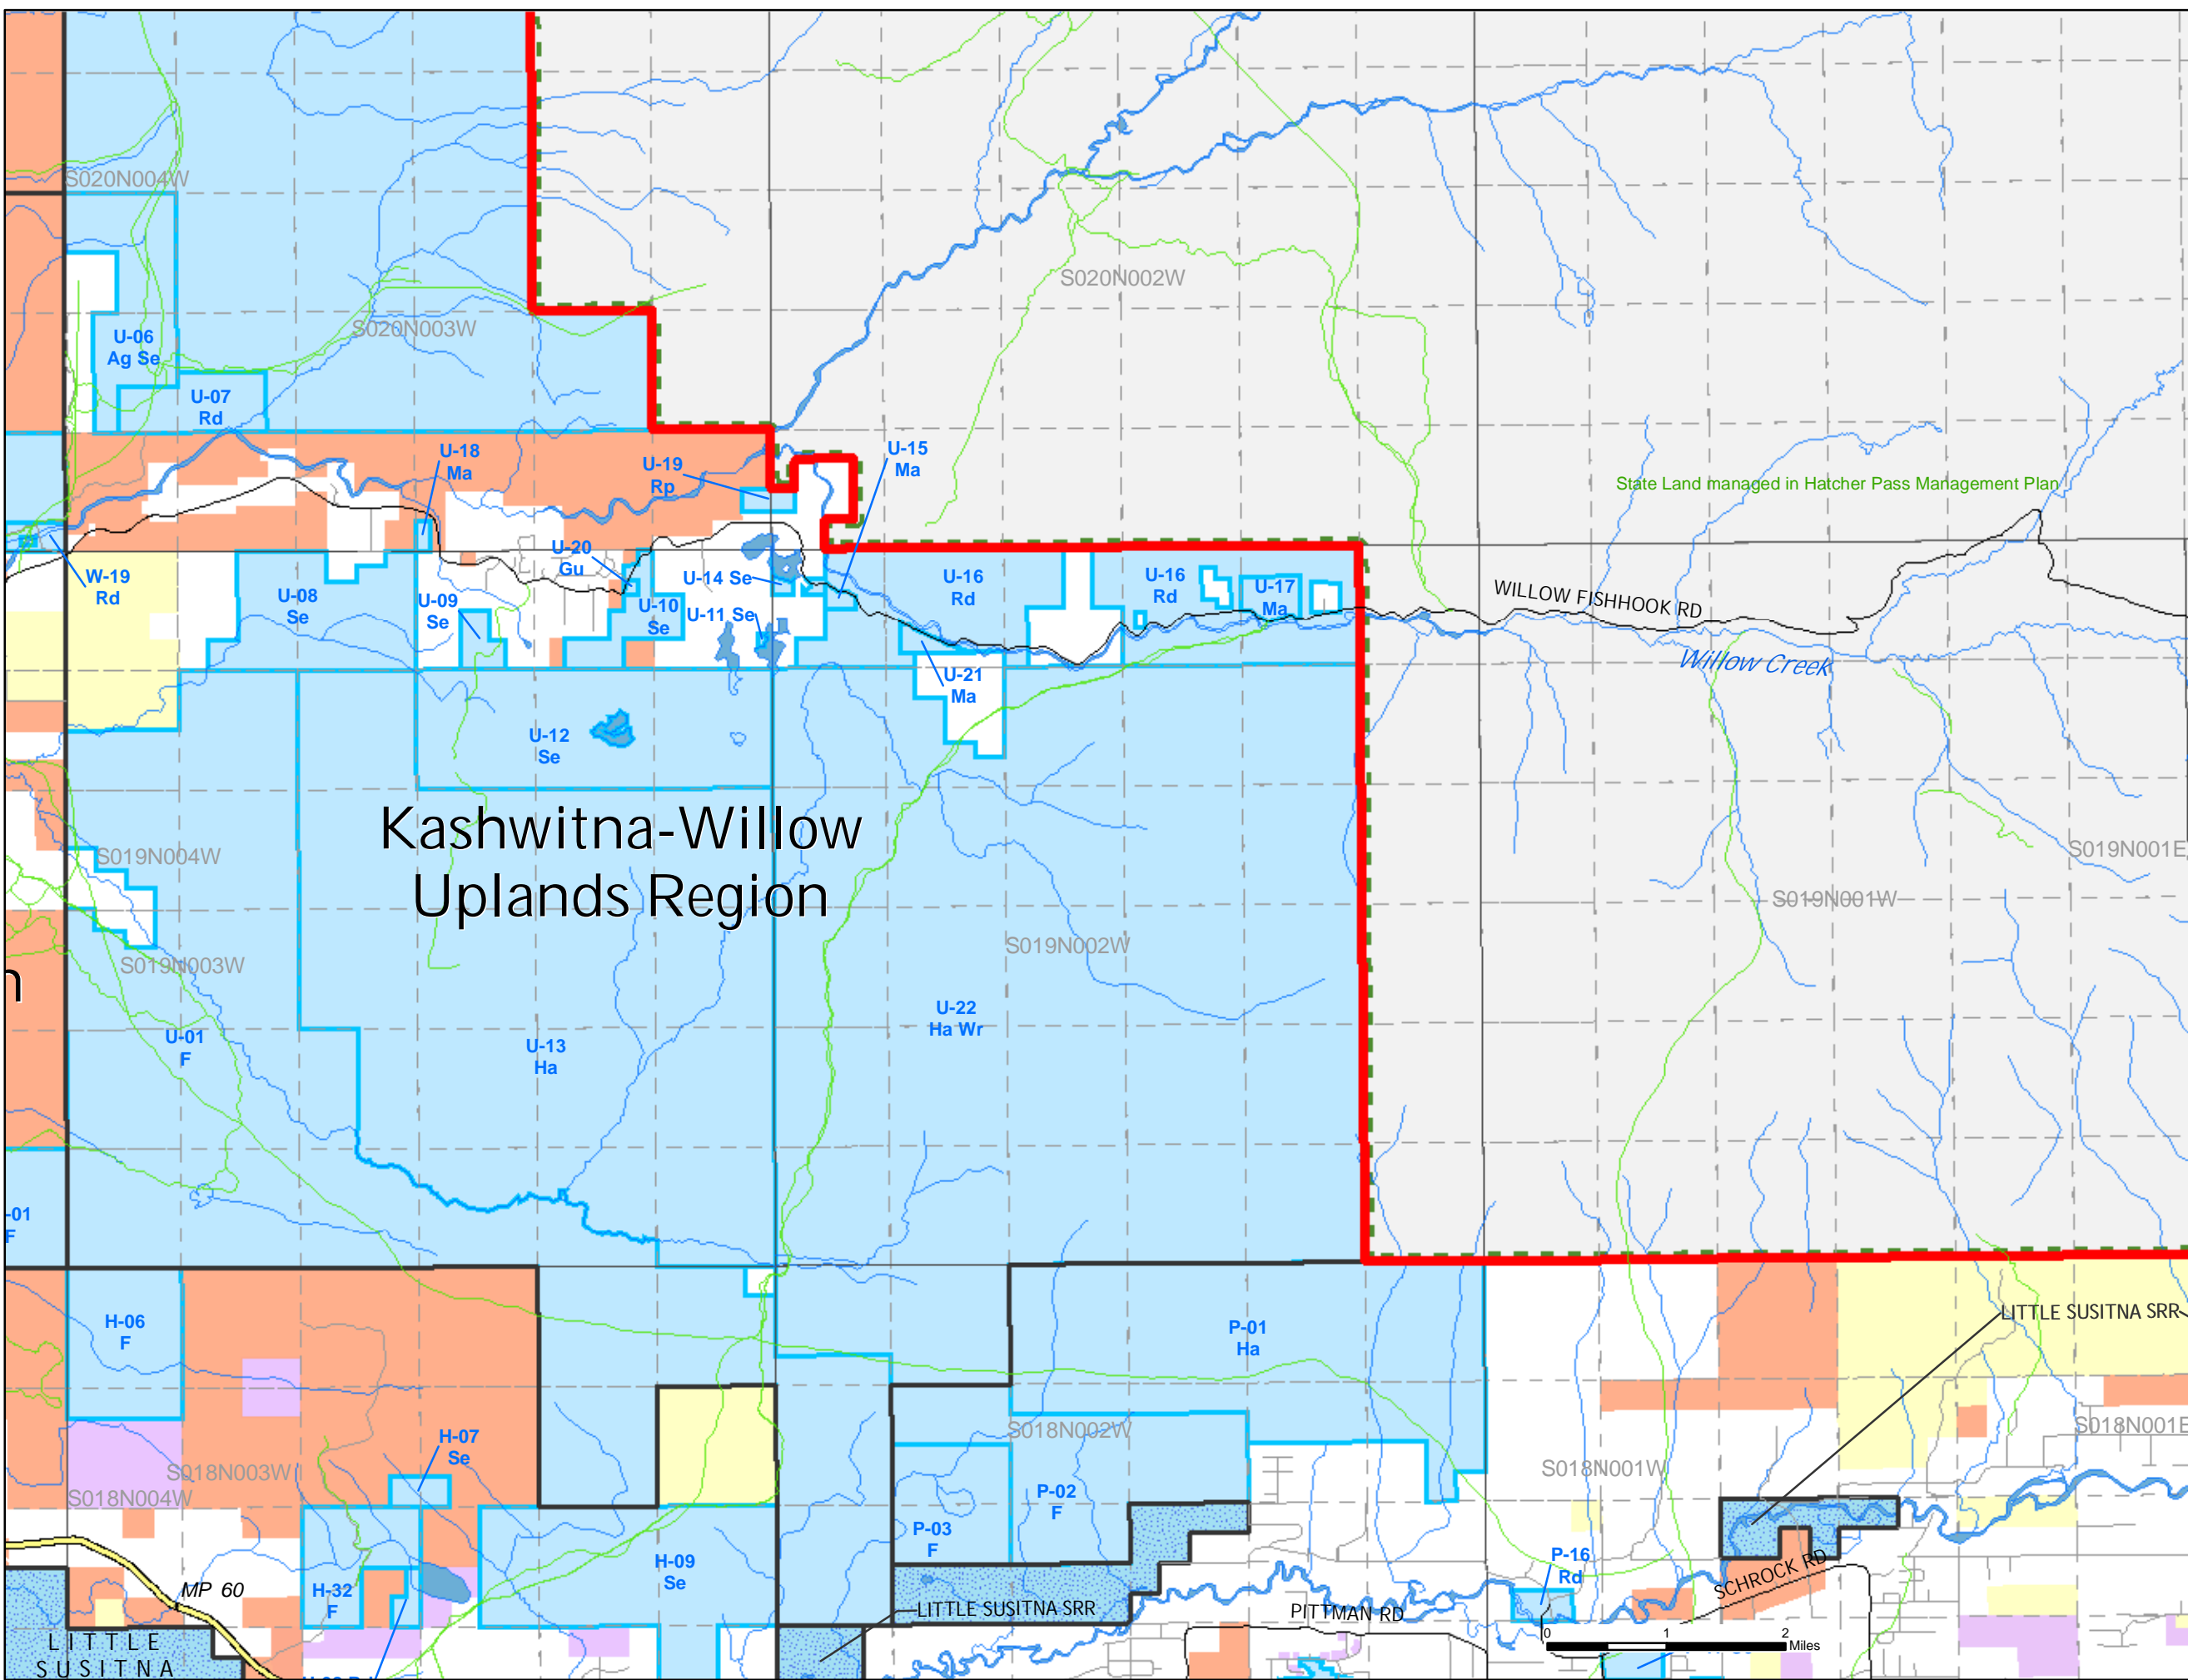 S020N004W
S020N002W
S020N003W
U-06
Ag Se
U-07
Rd
U-18
Ma
U-19
Rp
U-15
Ma
State Land managed in Hatcher Pass Management Plan
W-19
Rd
U-08
Se
U-09
Se
U-20
Gu
U-10
Se
U-14 Se
U-11 Se
U-16
Rd
U-16
Rd
U-17
Ma
WILLOW FISHHOOK RD
Willow Creek
U-21
Ma
U-12
Se
Kashwitna-Willow
Uplands Region
S019N004W
S019N001E
S019N001W
S019N002W
S019N003W
n
U-01
F
U-13
Ha
U-22
Ha Wr
-01
F
H-06
F
P-01
Ha
LITTLE SUSITNA SRR
S018N002W
S018N001E
H-07
Se
S018N003W
S018N004W
S018N001W
P-02
F
P-03
F
H-09
Se
H-32
F
MP 60
P-16
Rd
SCHROCK RD
LITTLE SUSITNA SRR
PITTMAN RD
0 1 2
Miles
LITTLE
SUSITNA